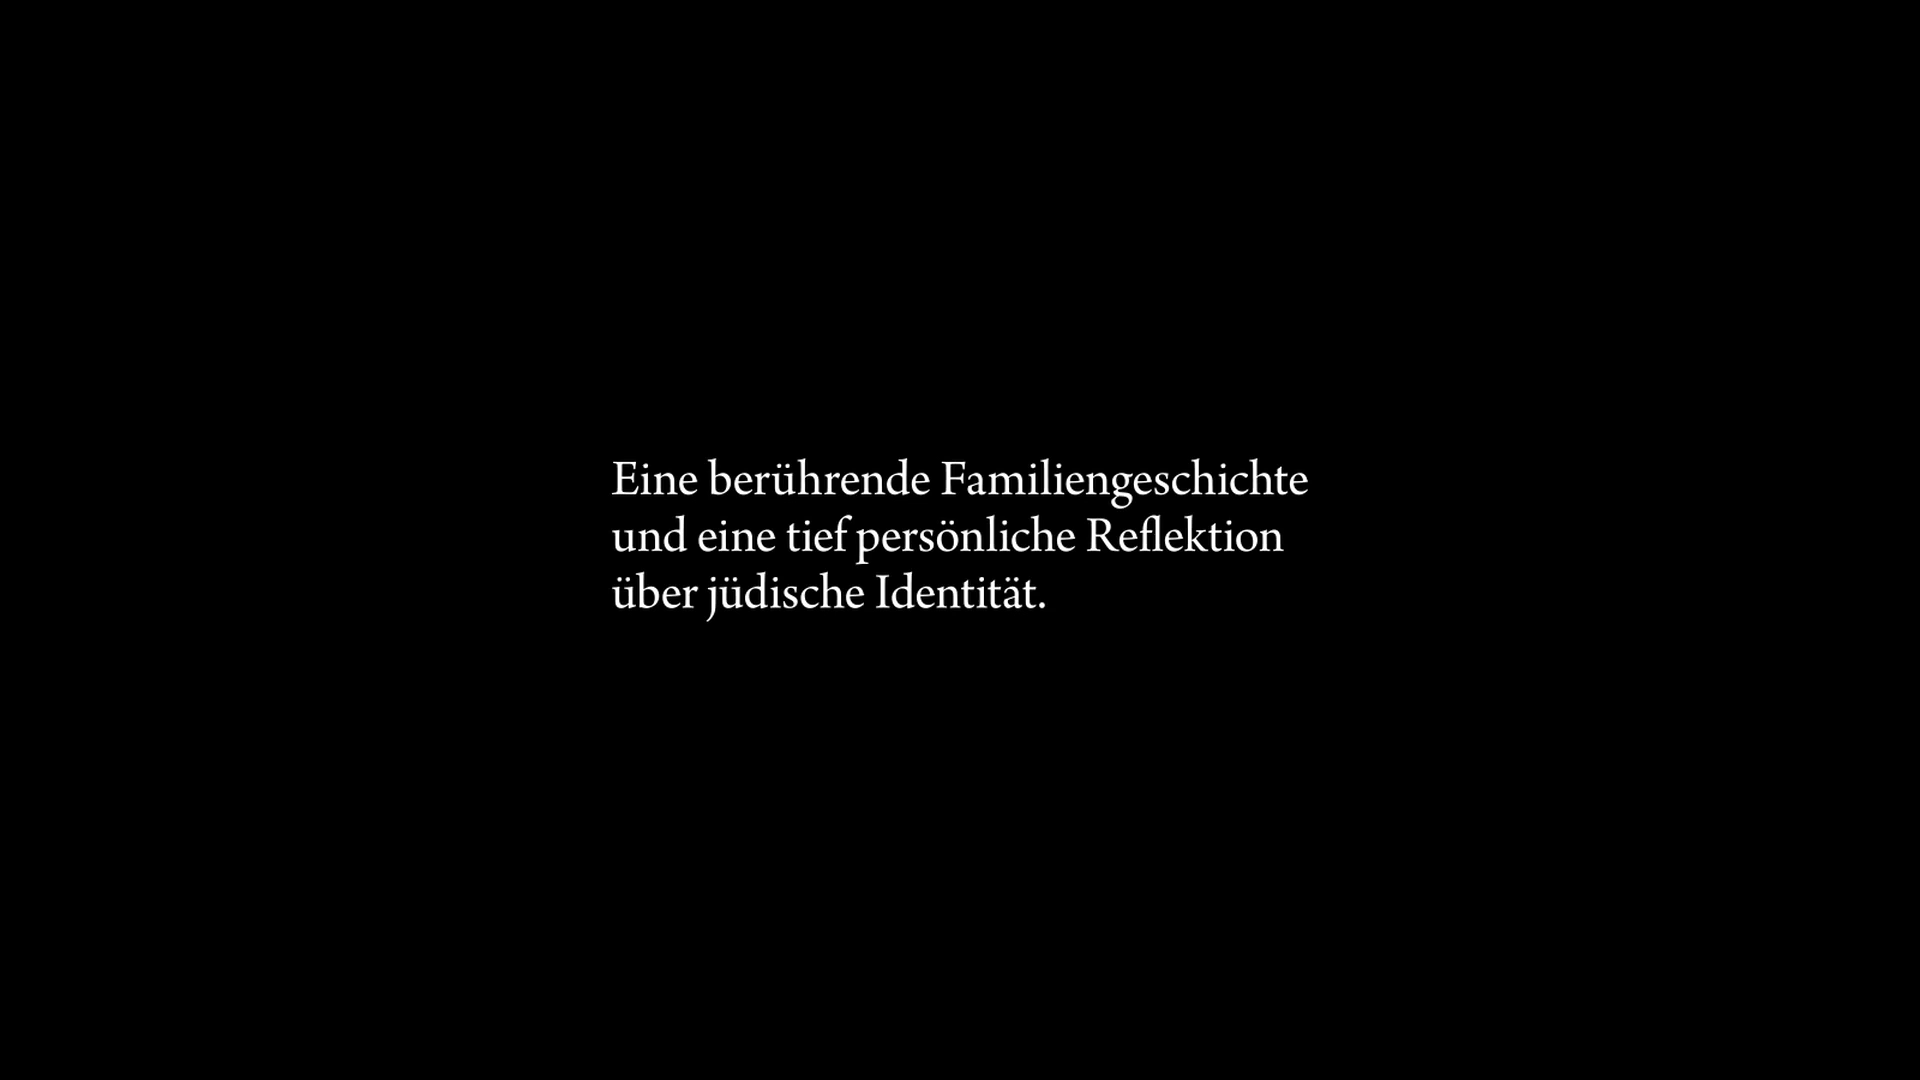 Eine berührende Familiengeschichte
und eine tief persönliche Reflektion
über jüdische Identität.